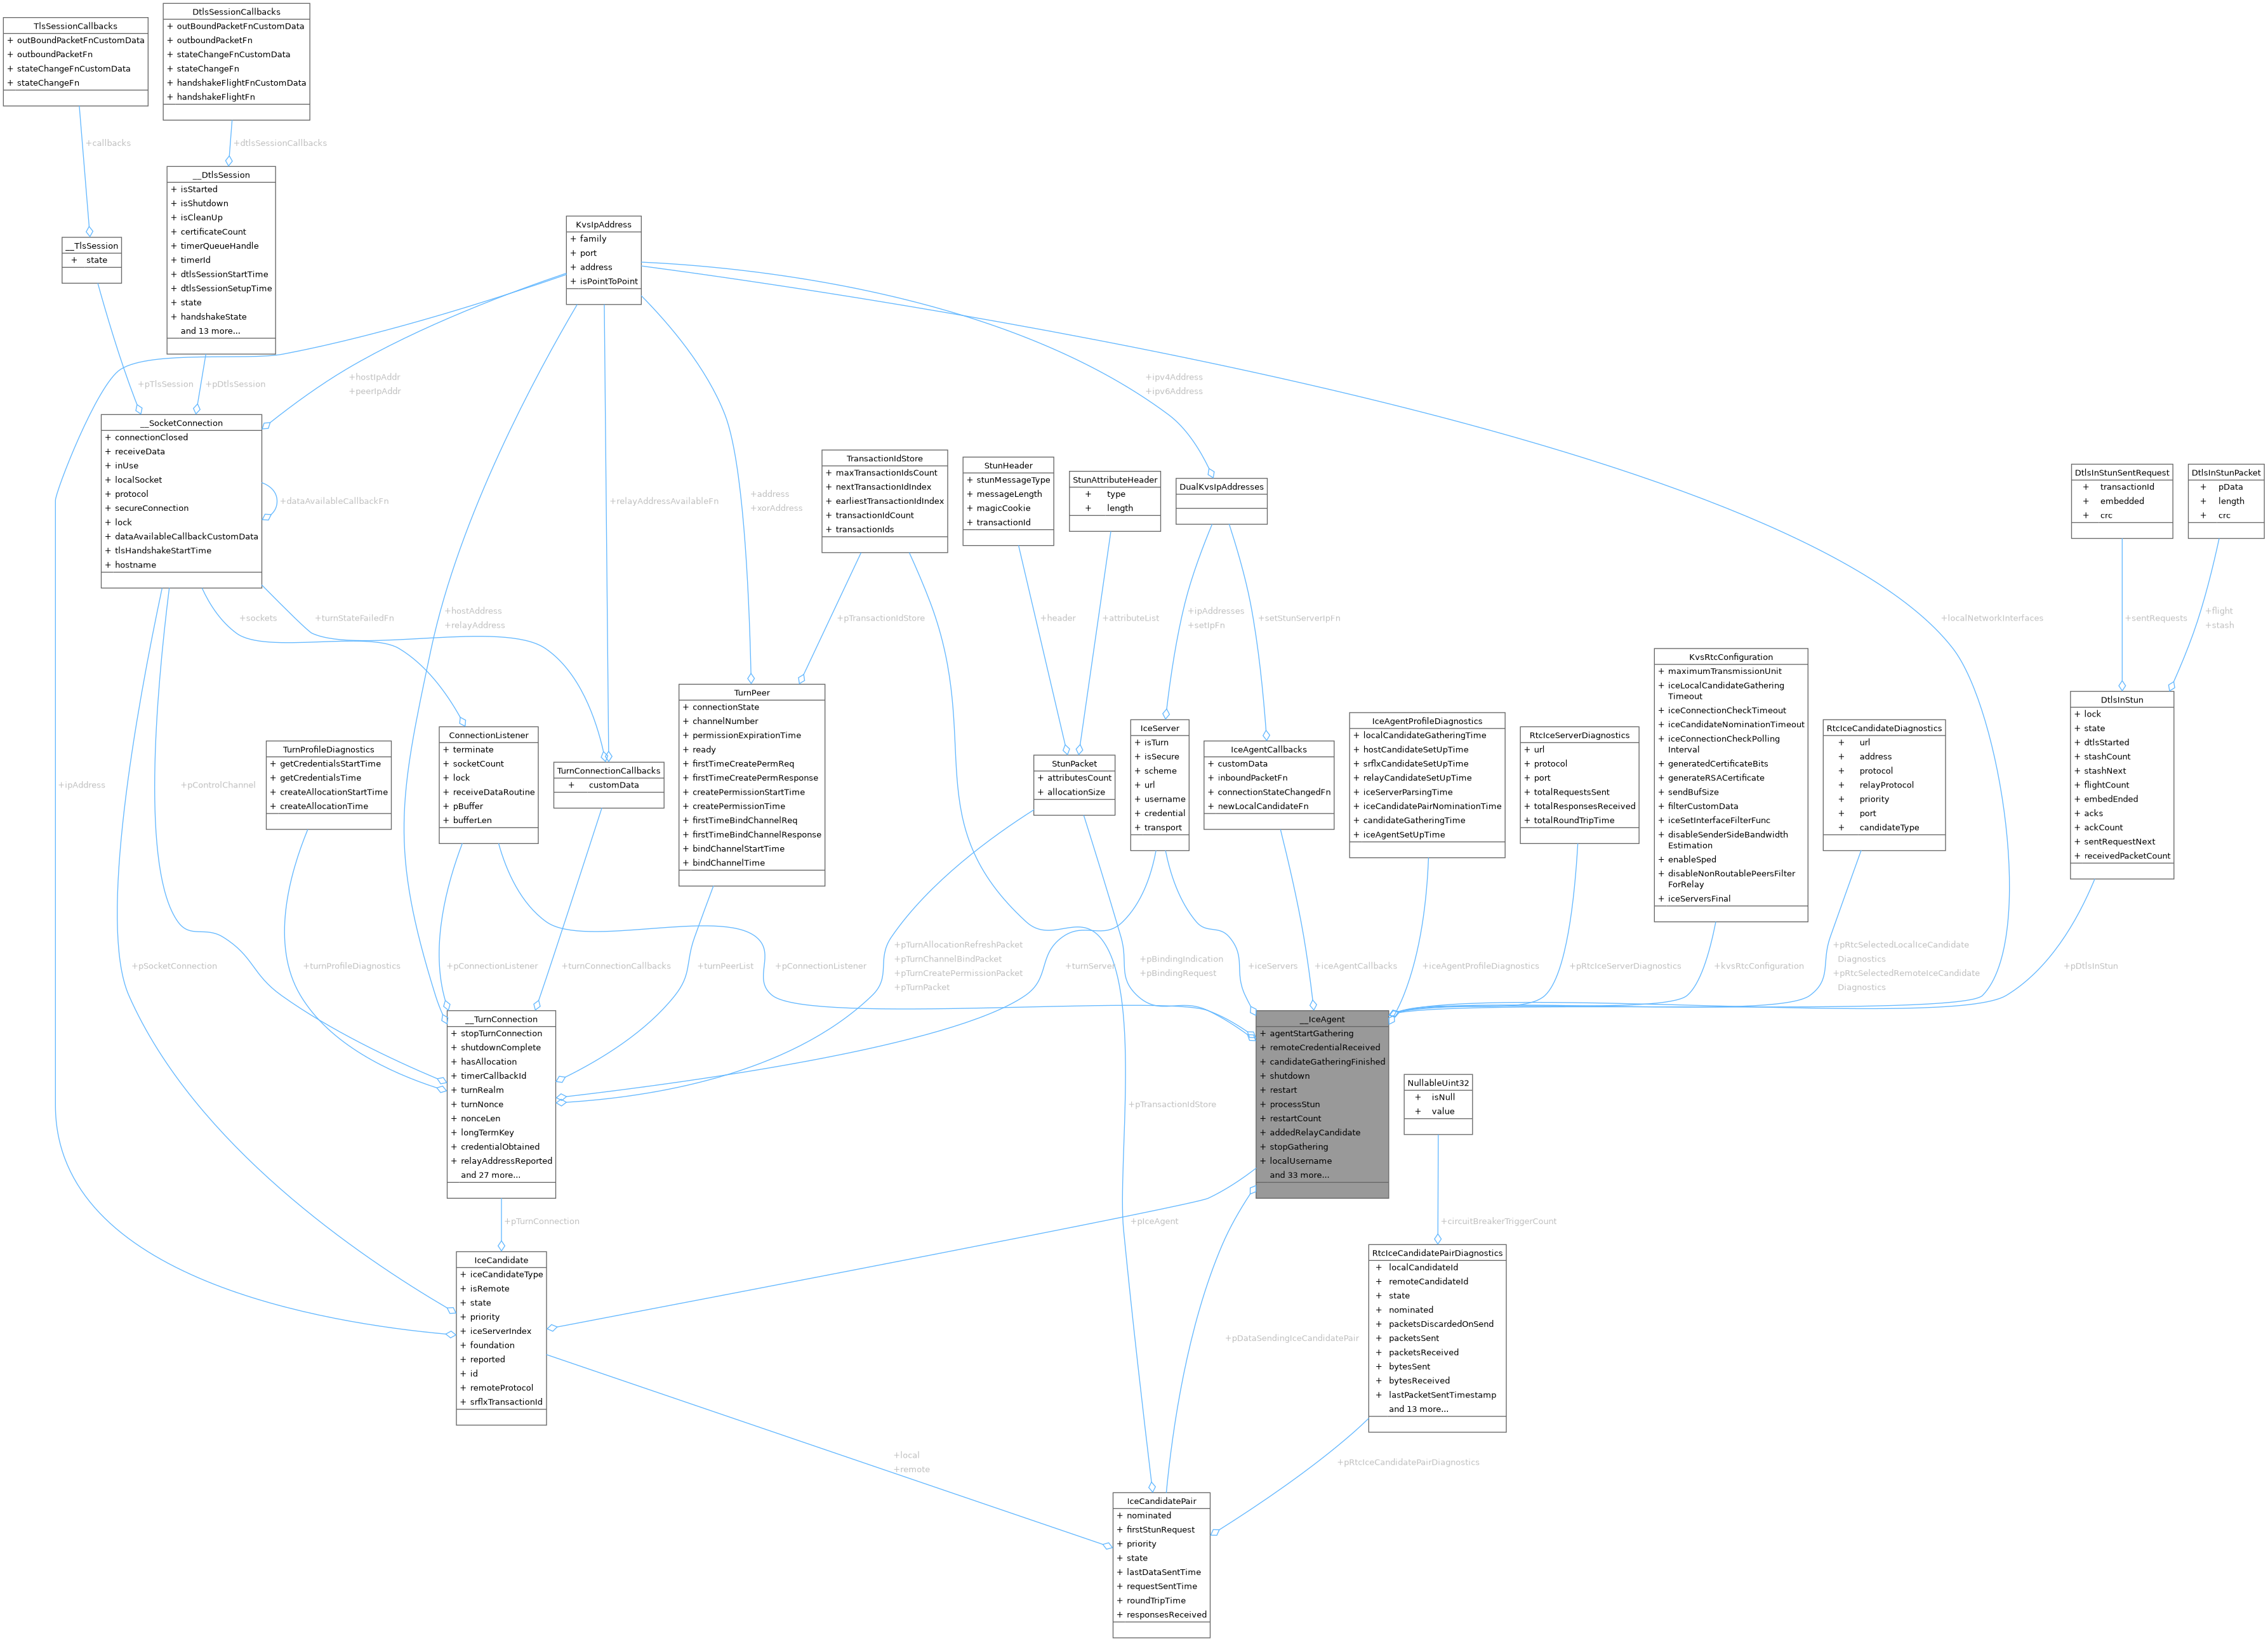 TlsSessionCallbacks
+ outBoundPacketFnCustomData
+ outboundPacketFn
+ stateChangeFnCustomData
+ stateChangeFn
DtlsSessionCallbacks
+ outBoundPacketFnCustomData
+ outboundPacketFn
+ stateChangeFnCustomData
+ stateChangeFn
+ handshakeFlightFnCustomData
+ handshakeFlightFn
+callbacks
+dtlsSessionCallbacks
__TlsSession
+ state
__DtlsSession
+ isStarted
+ isShutdown
+ isCleanUp
+ certificateCount
+ timerQueueHandle
+ timerId
+ dtlsSessionStartTime
+ dtlsSessionSetupTime
+ state
+ handshakeState
and 13 more...
KvsIpAddress
+ family
+ port
+ address
+ isPointToPoint
+pTlsSession
+pDtlsSession
+hostIpAddr
+peerIpAddr
+ipv4Address
+ipv6Address
__SocketConnection
+ connectionClosed
+ receiveData
+ inUse
+ localSocket
+ protocol
+ secureConnection
+ lock
+ dataAvailableCallbackCustomData
+ tlsHandshakeStartTime
+ hostname
+dataAvailableCallbackFn
+relayAddressAvailableFn
+address
+xorAddress
TransactionIdStore
+ maxTransactionIdsCount
+ nextTransactionIdIndex
+ earliestTransactionIdIndex
+ transactionIdCount
+ transactionIds
StunHeader
+ stunMessageType
+ messageLength
+ magicCookie
+ transactionId
StunAttributeHeader
+ type
+ length
DualKvsIpAddresses
DtlsInStunSentRequest
+ transactionId
+ embedded
+ crc
DtlsInStunPacket
+ pData
+ length
+ crc
+sockets
+turnStateFailedFn
+hostAddress
+relayAddress
+pTransactionIdStore
+header
+attributeList
+ipAddresses
+setIpFn
+setStunServerIpFn
+localNetworkInterfaces
+sentRequests
+flight
+stash
TurnProfileDiagnostics
+ getCredentialsStartTime
+ getCredentialsTime
+ createAllocationStartTime
+ createAllocationTime
ConnectionListener
+ terminate
+ socketCount
+ lock
+ receiveDataRoutine
+ pBuffer
+ bufferLen
TurnConnectionCallbacks
+ customData
TurnPeer
+ connectionState
+ channelNumber
+ permissionExpirationTime
+ ready
+ firstTimeCreatePermReq
+ firstTimeCreatePermResponse
+ createPermissionStartTime
+ createPermissionTime
+ firstTimeBindChannelReq
+ firstTimeBindChannelResponse
+ bindChannelStartTime
+ bindChannelTime
StunPacket
+ attributesCount
+ allocationSize
IceServer
+ isTurn
+ isSecure
+ scheme
+ url
+ username
+ credential
+ transport
IceAgentCallbacks
+ customData
+ inboundPacketFn
+ connectionStateChangedFn
+ newLocalCandidateFn
IceAgentProfileDiagnostics
+ localCandidateGatheringTime
+ hostCandidateSetUpTime
+ srflxCandidateSetUpTime
+ relayCandidateSetUpTime
+ iceServerParsingTime
+ iceCandidatePairNominationTime
+ candidateGatheringTime
+ iceAgentSetUpTime
RtcIceServerDiagnostics
+ url
+ protocol
+ port
+ totalRequestsSent
+ totalResponsesReceived
+ totalRoundTripTime
KvsRtcConfiguration
+ maximumTransmissionUnit
+ iceLocalCandidateGathering
Timeout
+ iceConnectionCheckTimeout
+ iceCandidateNominationTimeout
+ iceConnectionCheckPolling
Interval
+ generatedCertificateBits
+ generateRSACertificate
+ sendBufSize
+ filterCustomData
+ iceSetInterfaceFilterFunc
+ disableSenderSideBandwidth
Estimation
+ enableSped
+ disableNonRoutablePeersFilter
ForRelay
+ iceServersFinal
RtcIceCandidateDiagnostics
+ url
+ address
+ protocol
+ relayProtocol
+ priority
+ port
+ candidateType
DtlsInStun
+ lock
+ state
+ dtlsStarted
+ stashCount
+ stashNext
+ flightCount
+ embedEnded
+ acks
+ ackCount
+ sentRequestNext
+ receivedPacketCount
+ipAddress
+pControlChannel
+pSocketConnection
+turnProfileDiagnostics
+pConnectionListener
+turnConnectionCallbacks
+turnPeerList
+pConnectionListener
+pTurnAllocationRefreshPacket
+pTurnChannelBindPacket
+pTurnCreatePermissionPacket
+pTurnPacket
+turnServer
+pBindingIndication
+pBindingRequest
+iceServers
+iceAgentCallbacks
+iceAgentProfileDiagnostics
+pRtcIceServerDiagnostics
+kvsRtcConfiguration
+pRtcSelectedLocalIceCandidate
Diagnostics
+pRtcSelectedRemoteIceCandidate
Diagnostics
+pDtlsInStun
__TurnConnection
+ stopTurnConnection
+ shutdownComplete
+ hasAllocation
+ timerCallbackId
+ turnRealm
+ turnNonce
+ nonceLen
+ longTermKey
+ credentialObtained
+ relayAddressReported
and 27 more...
+pTransactionIdStore
__IceAgent
+ agentStartGathering
+ remoteCredentialReceived
+ candidateGatheringFinished
+ shutdown
+ restart
+ processStun
+ restartCount
+ addedRelayCandidate
+ stopGathering
+ localUsername
and 33 more...
NullableUint32
+ isNull
+ value
+pTurnConnection
+pIceAgent
+circuitBreakerTriggerCount
IceCandidate
+ iceCandidateType
+ isRemote
+ state
+ priority
+ iceServerIndex
+ foundation
+ reported
+ id
+ remoteProtocol
+ srflxTransactionId
+pDataSendingIceCandidatePair
RtcIceCandidatePairDiagnostics
+ localCandidateId
+ remoteCandidateId
+ state
+ nominated
+ packetsDiscardedOnSend
+ packetsSent
+ packetsReceived
+ bytesSent
+ bytesReceived
+ lastPacketSentTimestamp
and 13 more...
+local
+remote
+pRtcIceCandidatePairDiagnostics
IceCandidatePair
+ nominated
+ firstStunRequest
+ priority
+ state
+ lastDataSentTime
+ requestSentTime
+ roundTripTime
+ responsesReceived